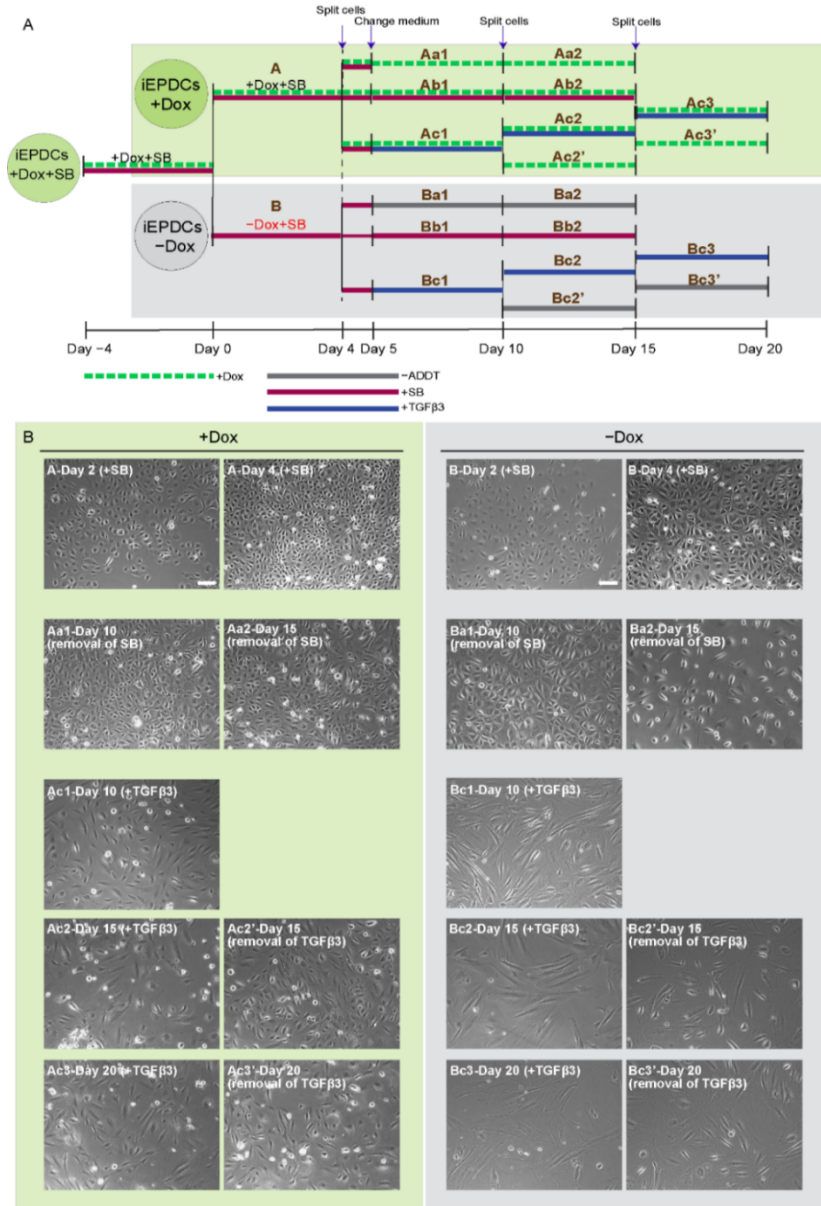 A
Split cells
Change medium
Split cells
Split cells
iEPDCs
+Dox
A
+Dox+SB
Aa1
Aa2
Ab1
Ab2
Ac1
Ac2
Ac2’
Ac3
Ac3’
iEPDCs
+Dox+SB
+Dox+SB
iEPDCs
−Dox
B
−Dox+SB
Ba1
Ba2
Bb1
Bb2
Bc1
Bc2
Bc2’
Bc3
Bc3’
Day −4
Day 0
Day 4
Day 5
Day 10
Day 15
Day 20
+Dox
−ADDT
+SB
+TGFβ3
B
+Dox
−Dox
A-Day 2 (+SB)
A-Day 4 (+SB)
B-Day 2 (+SB)
B-Day 4 (+SB)
Aa1-Day 10
(removal of SB)
Aa2-Day 15
(removal of SB)
Ba1-Day 10
(removal of SB)
Ba2-Day 15
(removal of SB)
Ac1-Day 10 (+TGFβ3)
Bc1-Day 10 (+TGFβ3)
Ac2-Day 15 (+TGFβ3)
Ac2’-Day 15
(removal of TGFβ3)
Bc2-Day 15 (+TGFβ3)
Bc2’-Day 15
(removal of TGFβ3)
Ac3-Day 20 (+TGFβ3)
Ac3’-Day 20
(removal of TGFβ3)
Bc3-Day 20 (+TGFβ3)
Bc3’-Day 20
(removal of TGFβ3)